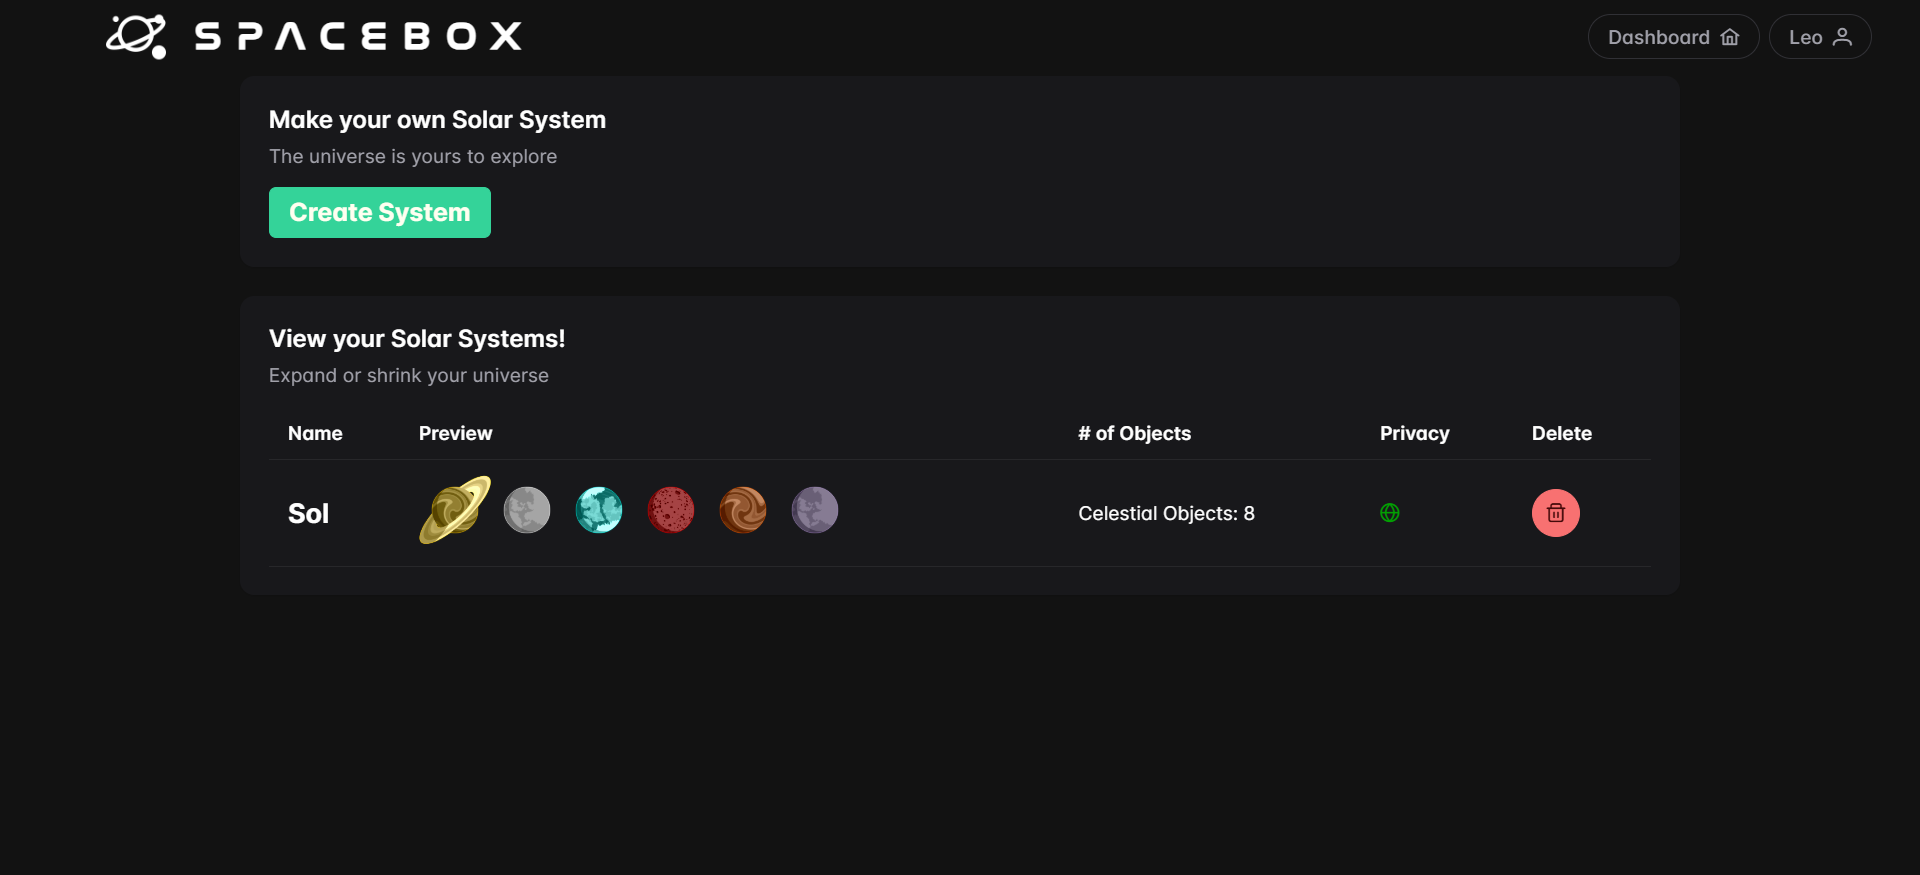 SPACEBOX
Dashboard
Leo
Make your own Solar System
The universe is yours to explore
Create System
View your Solar Systems!
Expand or shrink your universe
Name Preview # of Objects Privacy Delete
Sol Celestial Objects: 8